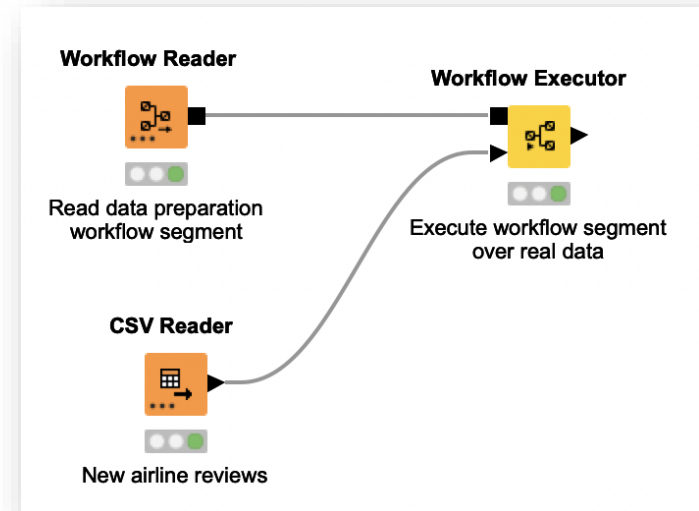 Workflow Reader
Workflow Executor
Read data preparation
workflow segment
Execute workflow segment
over real data
CSV Reader
New airline reviews